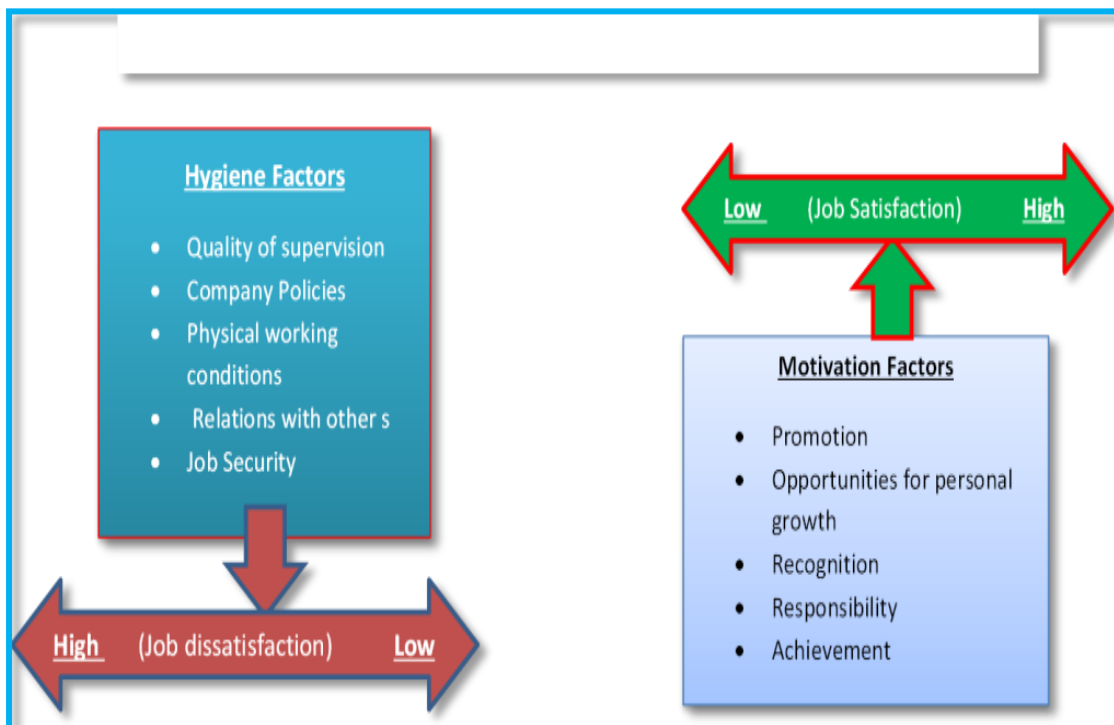 Hygiene Factors
• Quality of supervision
• Company Policies
• Physical working
conditions
• Relations with other s
• Job Security
High (Job dissatisfaction) Low
Low (Job Satisfaction) High
Motivation Factors
• Promotion
• Opportunities for personal
growth
• Recognition
• Responsibility
• Achievement